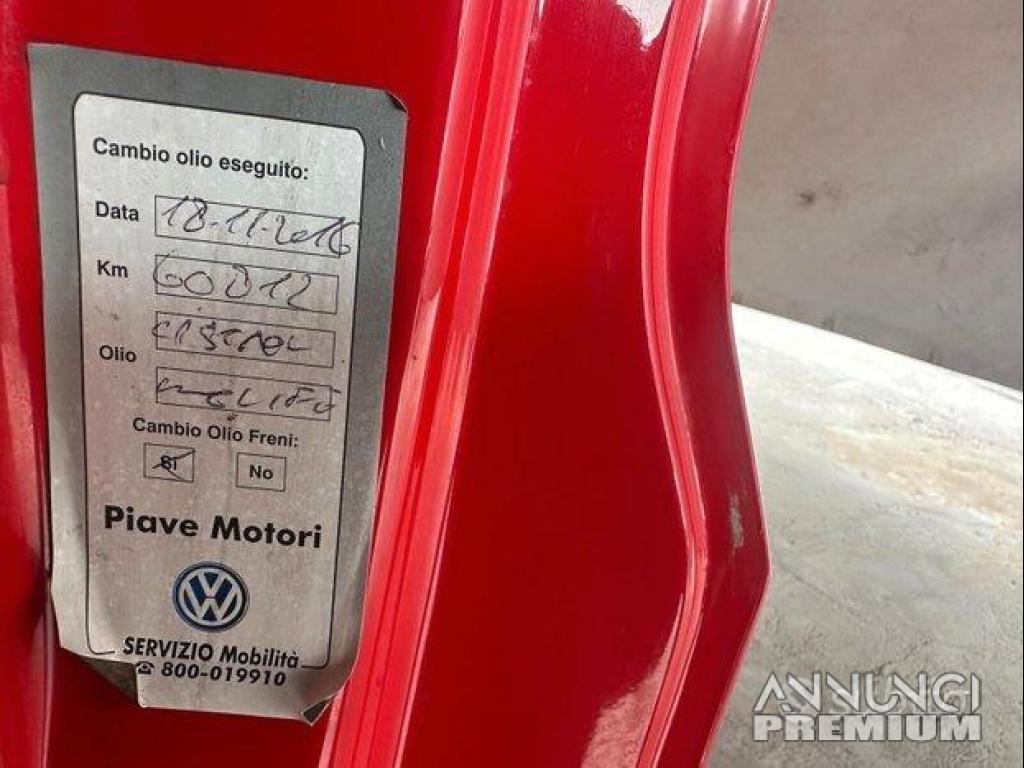 Cambio olio eseguito:
Data 18-11-2016
Km 60012
Olio
Cambio Olio Freni:
Si No
Piave Motori
SERVIZIO Mobilità
☎ 800-019910
ANNUNCI
PREMIUM